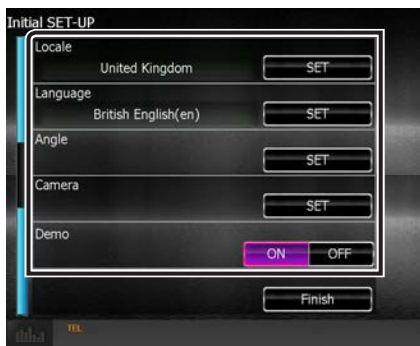 Initial SET-UP
Locale
United Kingdom SET
Language
British English(en) SET
Angle
SET
Camera
SET
Demo
ON OFF
Finish
TEL